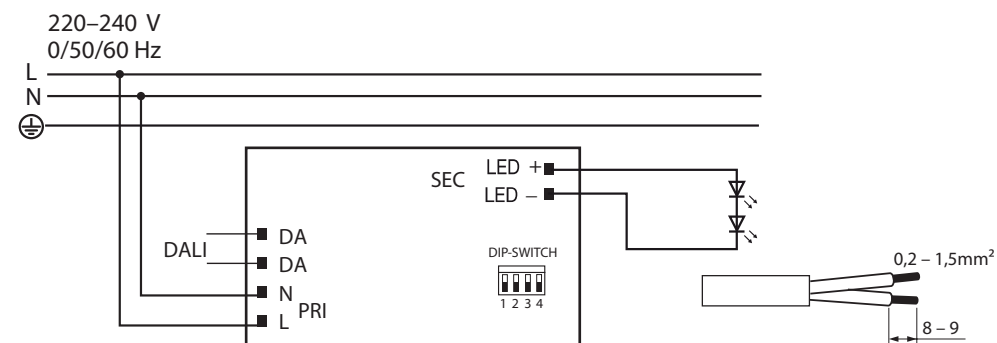 220–240 V
0/50/60 Hz
L
N
SEC
LED +
LED –
DALI
DA
DA
N
PRI
L
DIP-SWITCH
1 2 3 4
0,2 – 1,5mm²
8 – 9